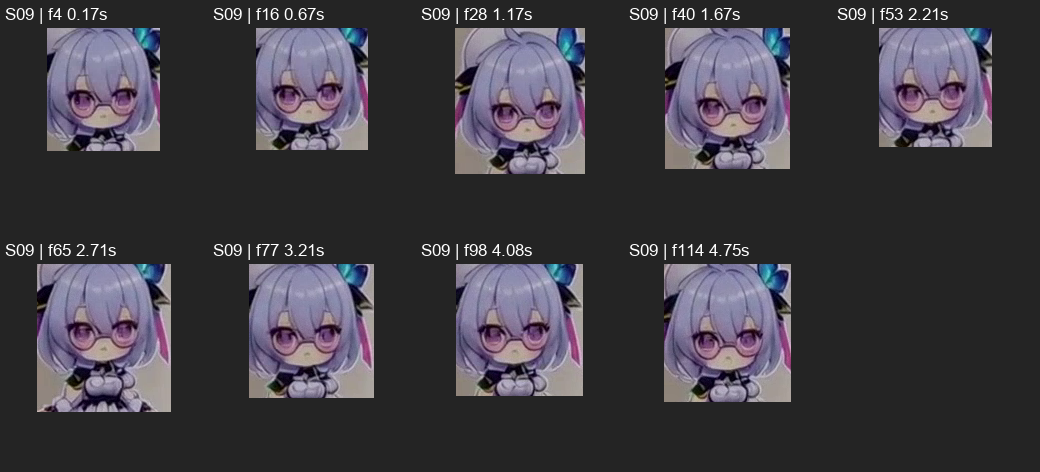 S09 | f4 0.17s
S09 | f16 0.67s
S09 | f28 1.17s
S09 | f40 1.67s
S09 | f53 2.21s
S09 | f65 2.71s
S09 | f77 3.21s
S09 | f98 4.08s
S09 | f114 4.75s